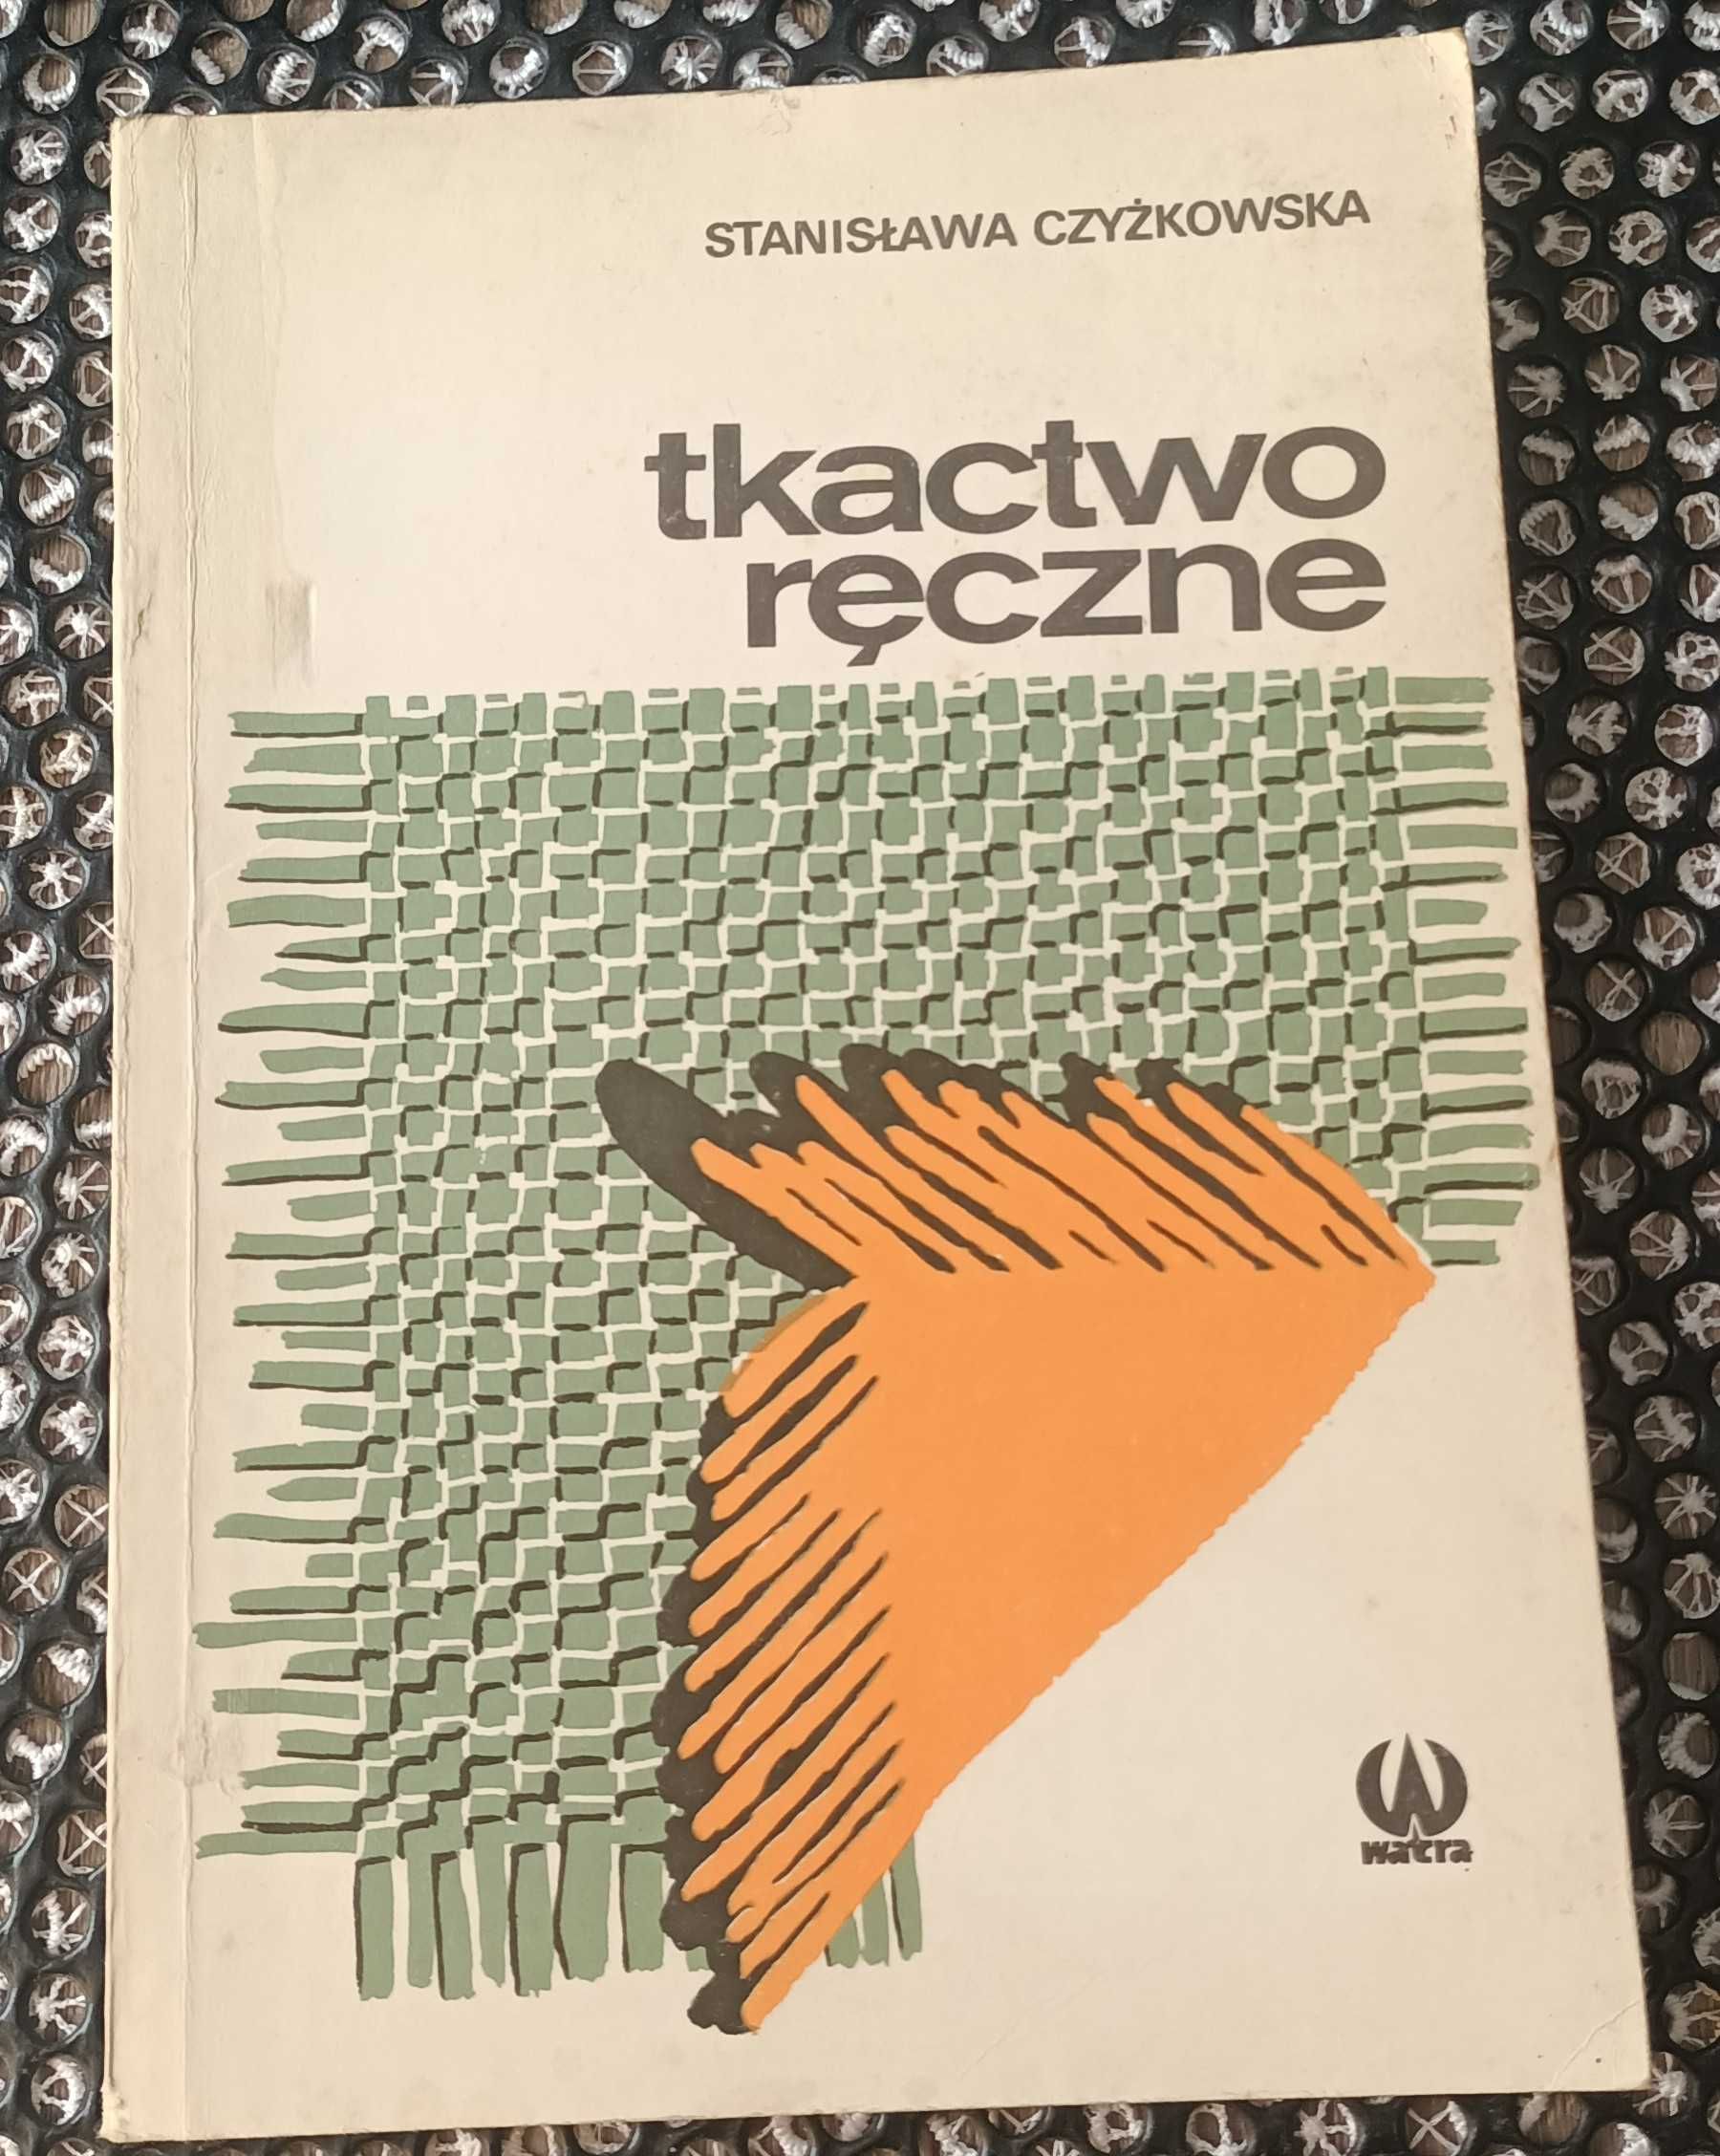 STANISŁAWA CZYŻKOWSKA
tkactwo
ręczne
watra